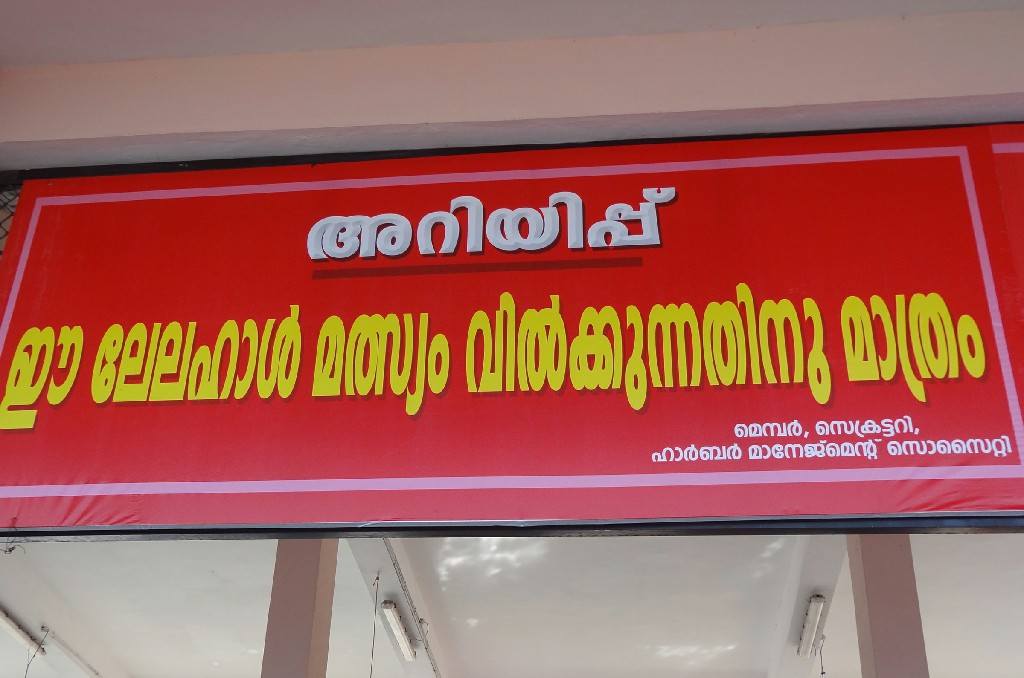 അറിയിപ്പ്
ഈ ലേലഹാൾ മത്സ്യം വിൽക്കുന്നതിനു മാത്രം
മെമ്പർ, സെക്രട്ടറി,
ഹാർബർ മാനേജ്മെന്റ് സൊസൈറ്റി